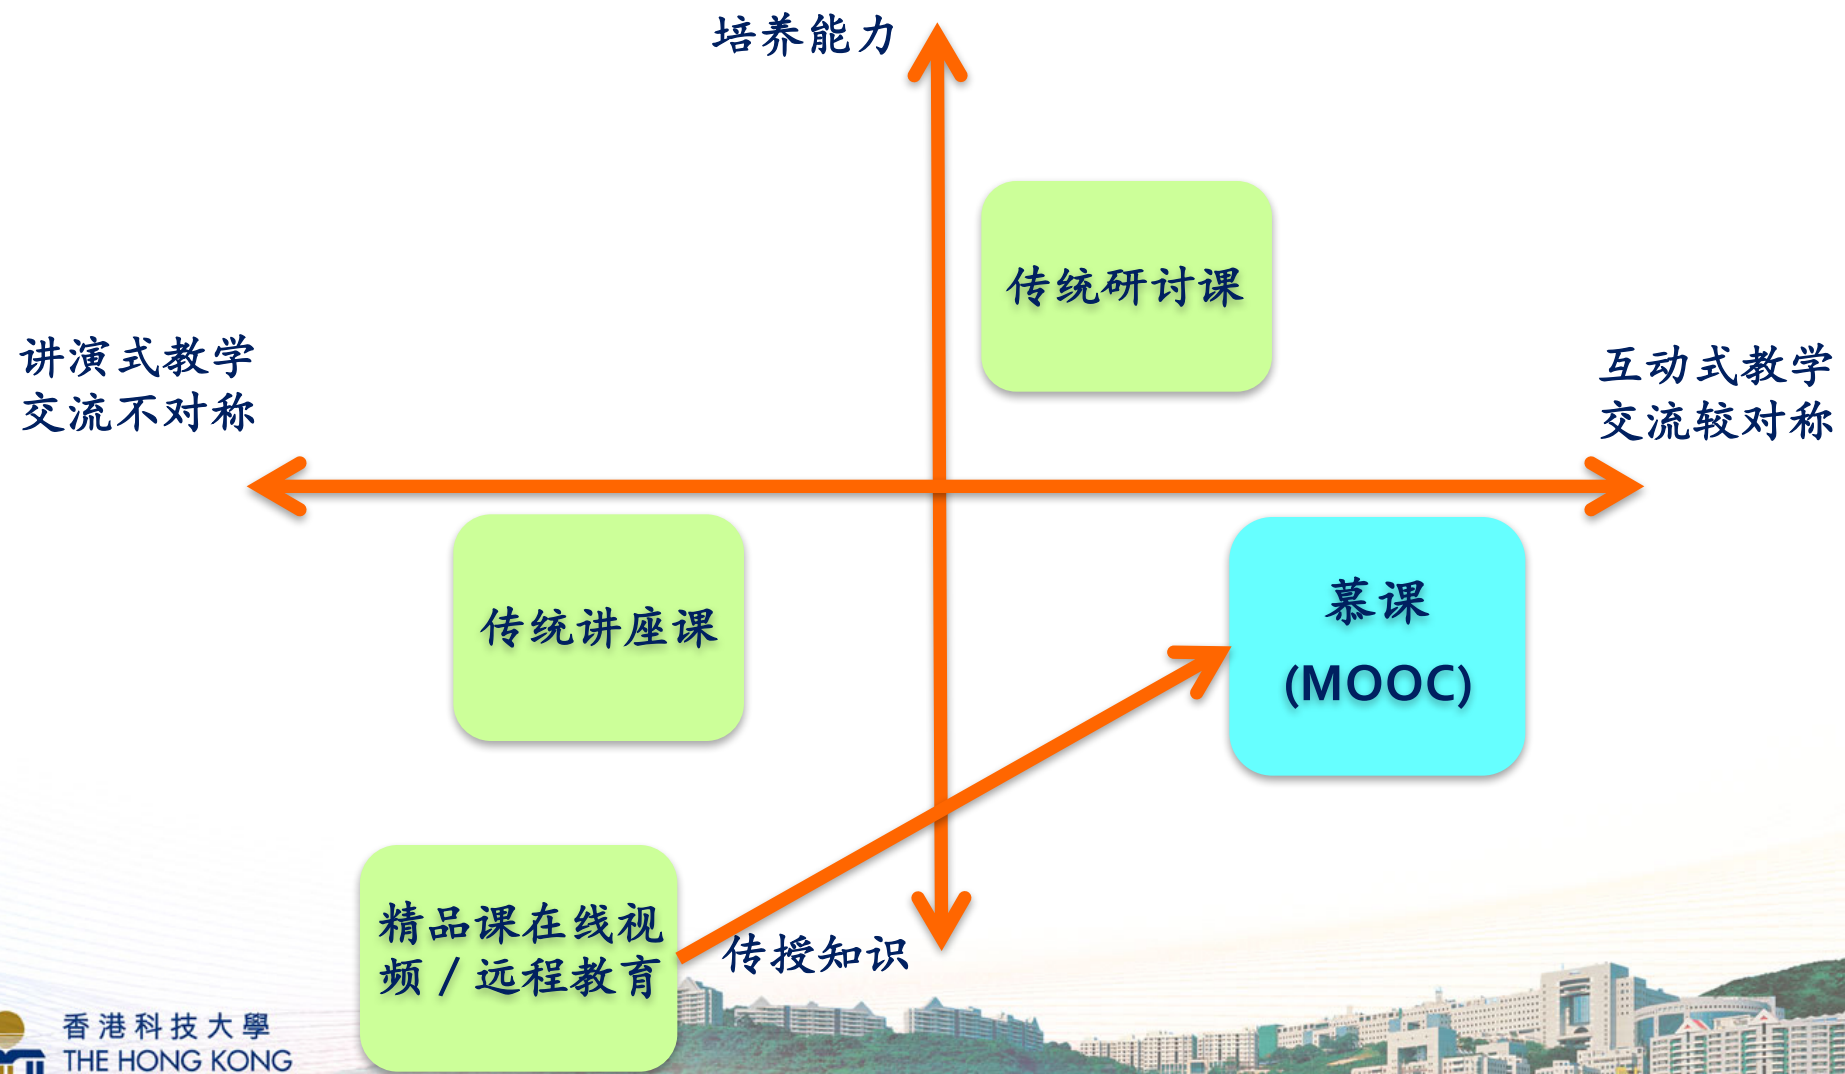 培养能力
传统研讨课
讲演式教学
交流不对称
互动式教学
交流较对称
传统讲座课
慕课
(MOOC)
精品课在线视
频 / 远程教育
传授知识
香港科技大學
THE HONG KONG